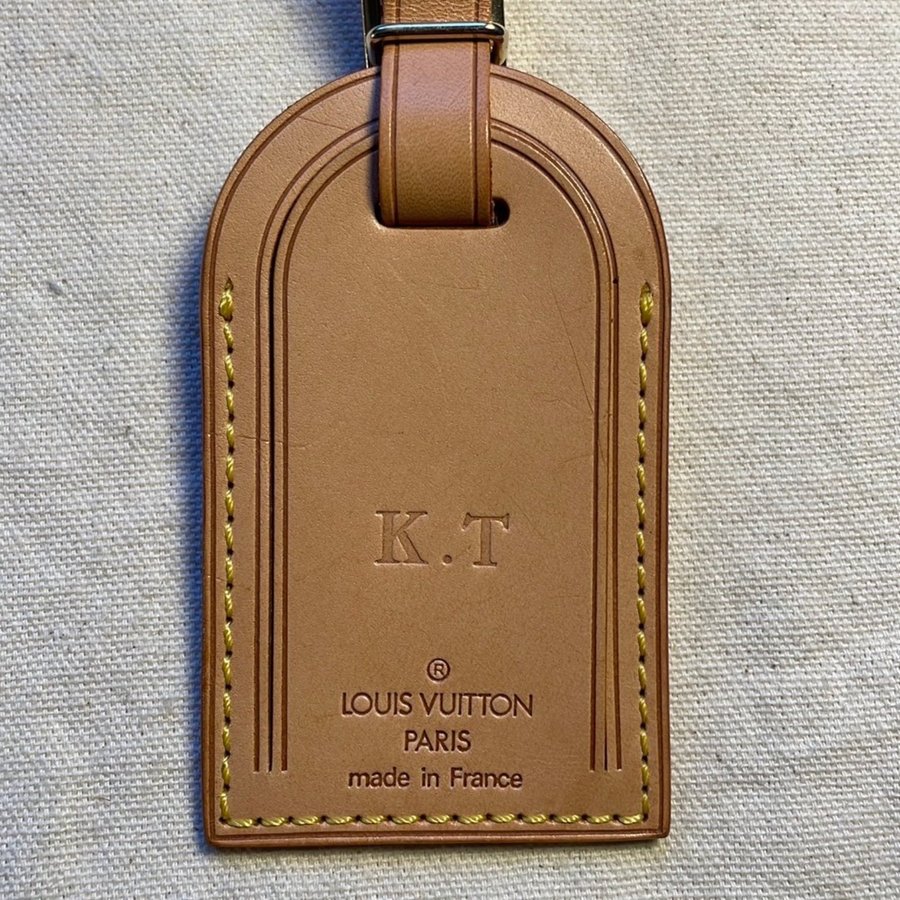 K.T
®
LOUIS VUITTON
PARIS
made in France